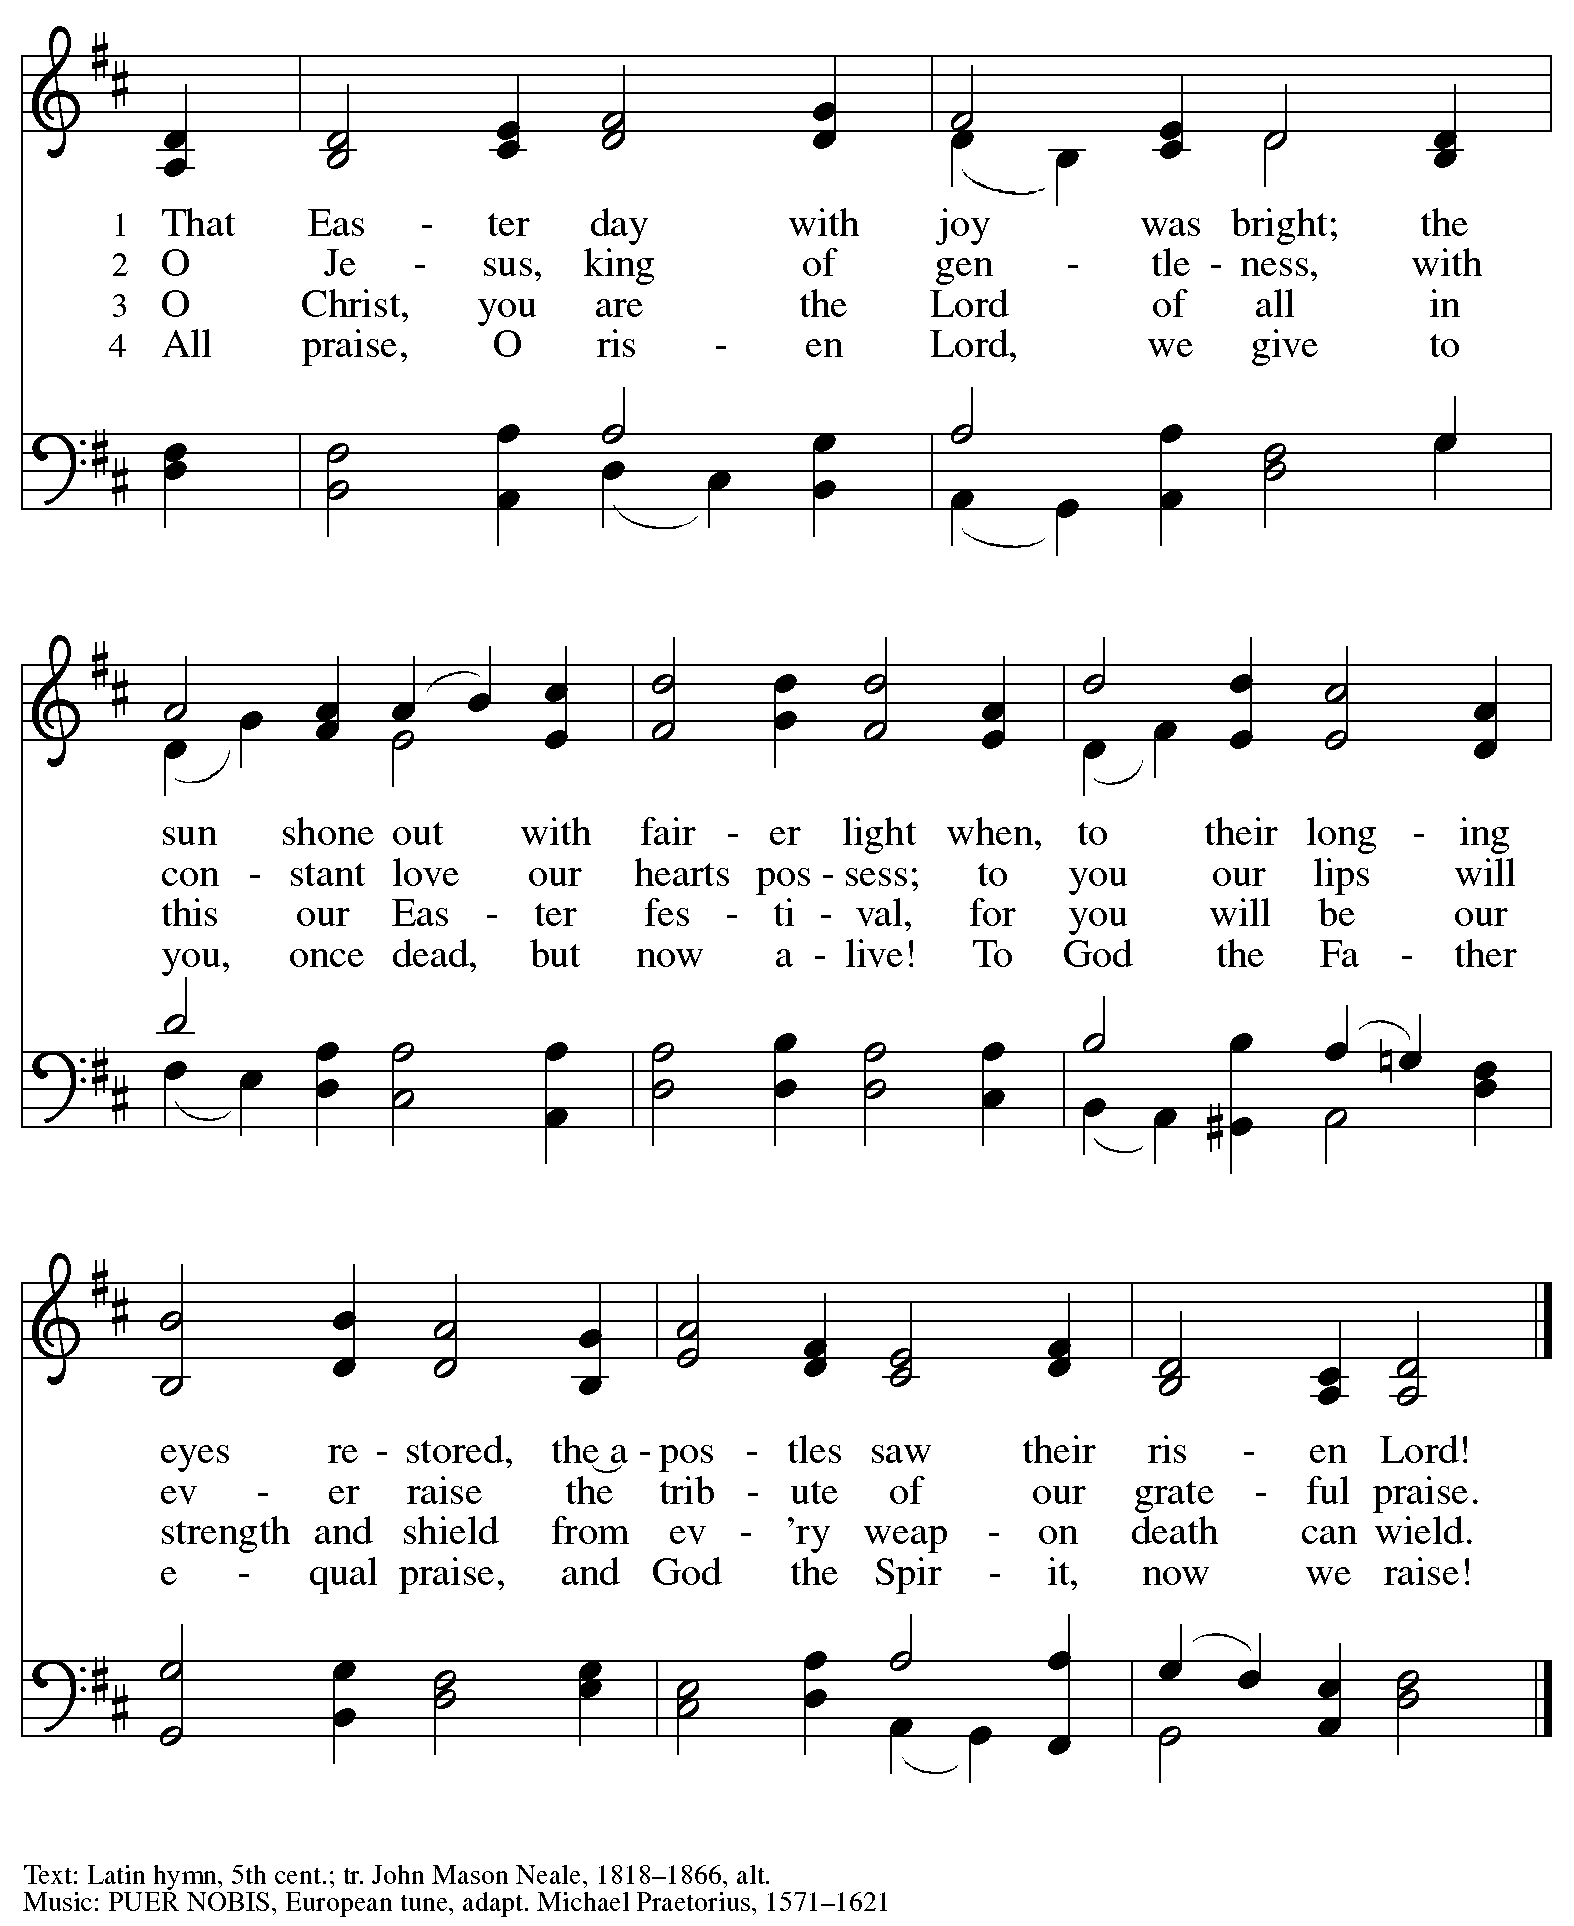 1 That Eas - ter day with joy was bright; the
2 O Je - sus, king of gen - tle - ness, with
3 O Christ, you are the Lord of all in
4 All praise, O ris - en Lord, we give to
sun shone out with fair - er light when, to their long - ing
con - stant love our hearts pos - sess; to you our lips will
this our Eas - ter fes - ti - val, for you will be our
you, once dead, but now a - live! To God the Fa - ther
eyes re - stored, the a - pos - tles saw their ris - en Lord!
ev - er raise the trib - ute of our grate - ful praise.
strength and shield from ev - 'ry weap - on death can wield.
e - qual praise, and God the Spir - it, now we raise!
Text: Latin hymn, 5th cent.; tr. John Mason Neale, 1818–1866, alt.
Music: PUER NOBIS, European tune, adapt. Michael Praetorius, 1571–1621